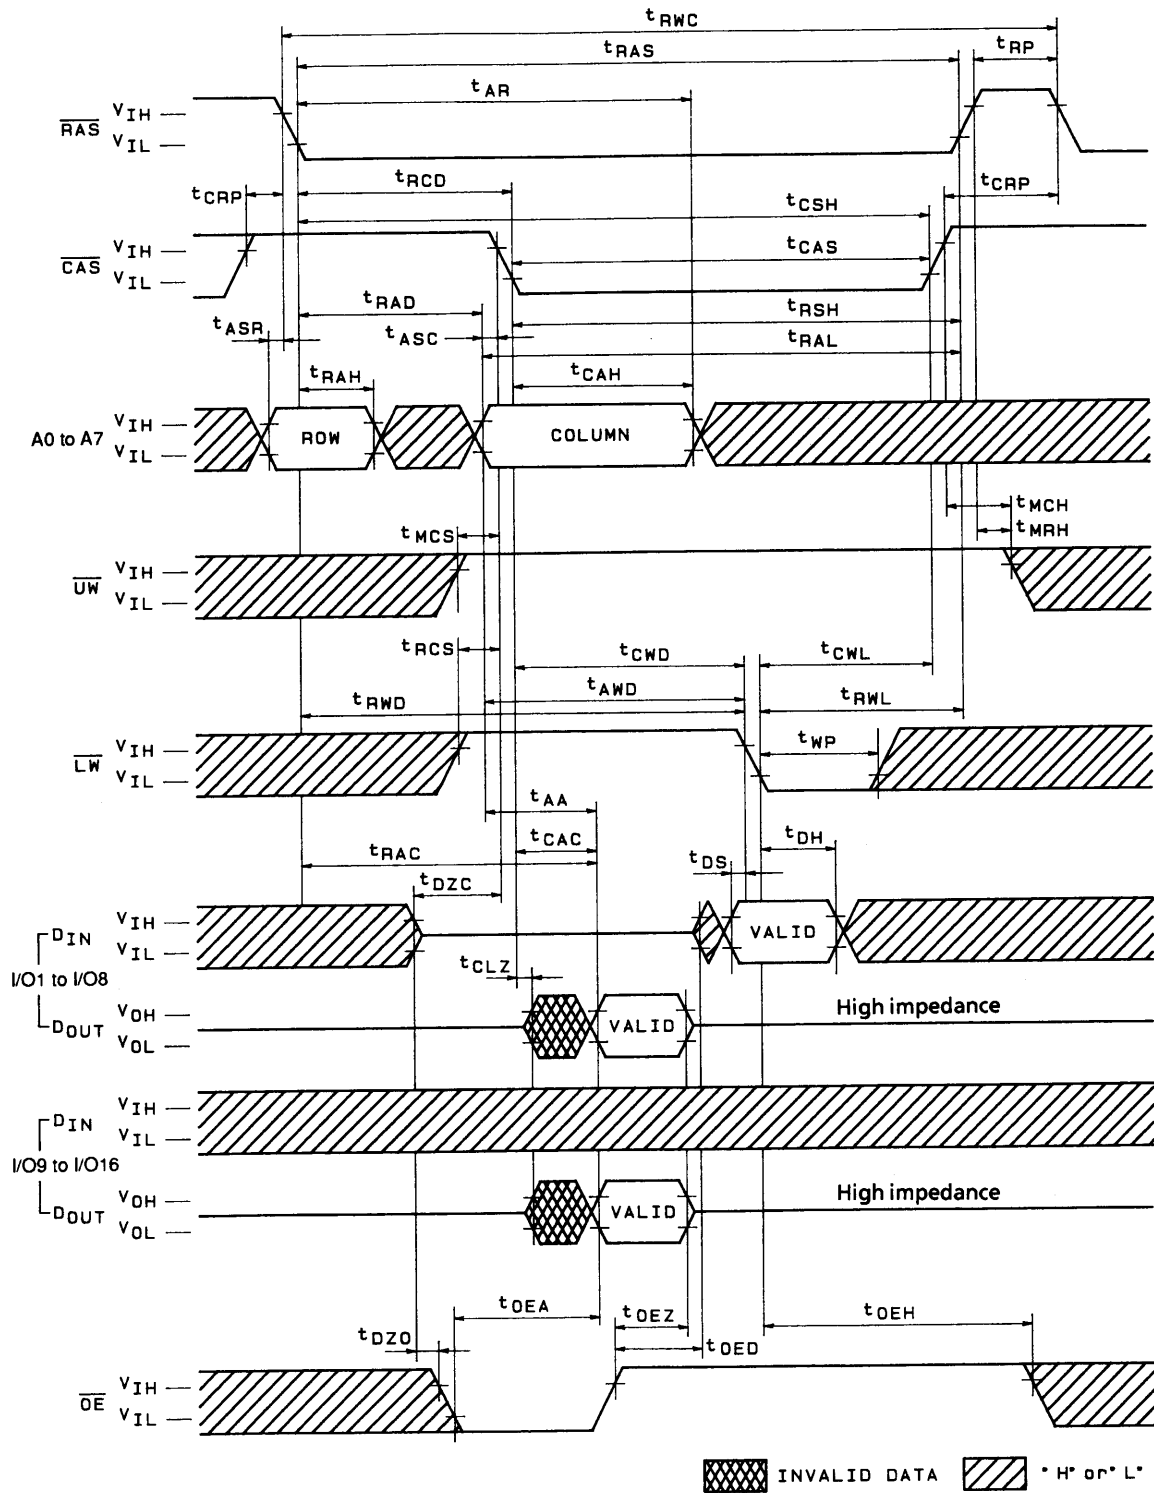 tRWC
tRAS
tRP
tAR
RAS
VIH
VIL
tCRP
tRCD
tCRP
tCSH
CAS
VIH
VIL
tCAS
tRAD
tRSH
tASR
tASC
tRAL
tRAH
tCAH
A0 to A7
VIH
VIL
ROW
COLUMN
tMCH
tMCS
tMRH
UW
VIH
VIL
tRCS
tCWD
tCWL
tAWD
tRWD
tRWL
LW
VIH
VIL
tWP
tAA
tCAC
tDH
tRAC
tDS
tDZC
DIN
VIH
VIL
VALID
I/O1 to I/O8
tCLZ
DOUT
VOH
VOL
VALID
High impedance
DIN
VIH
VIL
I/O9 to I/O16
DOUT
VOH
VOL
VALID
High impedance
tOEA
tOEZ
tOEH
tDZO
tOED
OE
VIH
VIL
INVALID DATA
"H" or "L"